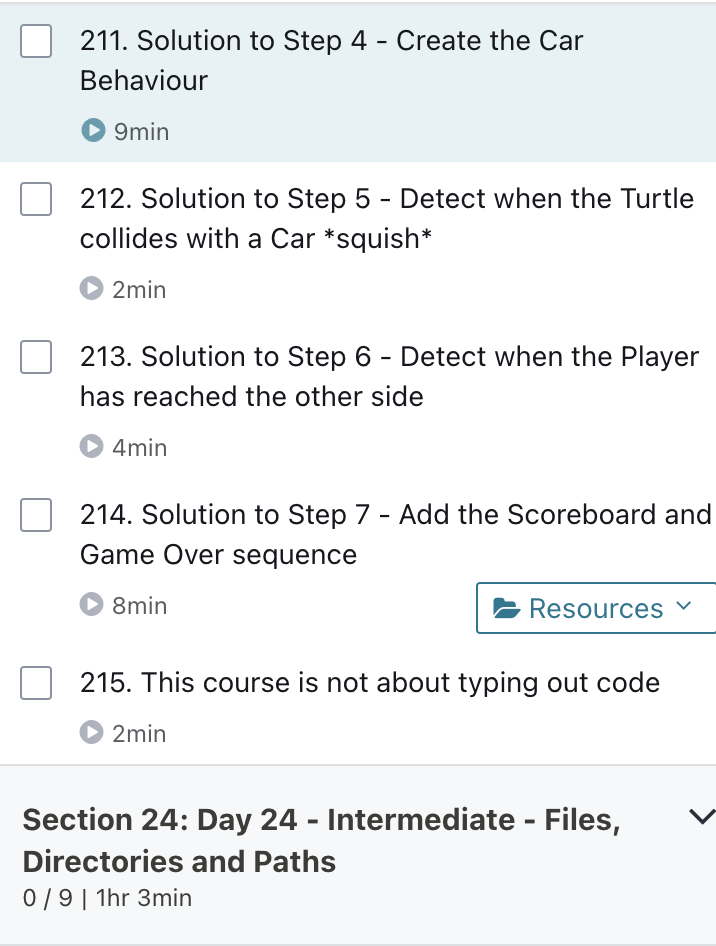 211. Solution to Step 4 - Create the Car
Behaviour
9min
212. Solution to Step 5 - Detect when the Turtle
collides with a Car *squish*
2min
213. Solution to Step 6 - Detect when the Player
has reached the other side
4min
214. Solution to Step 7 - Add the Scoreboard and
Game Over sequence
8min
Resources
215. This course is not about typing out code
2min
Section 24: Day 24 - Intermediate - Files,
Directories and Paths
0 / 9 | 1hr 3min